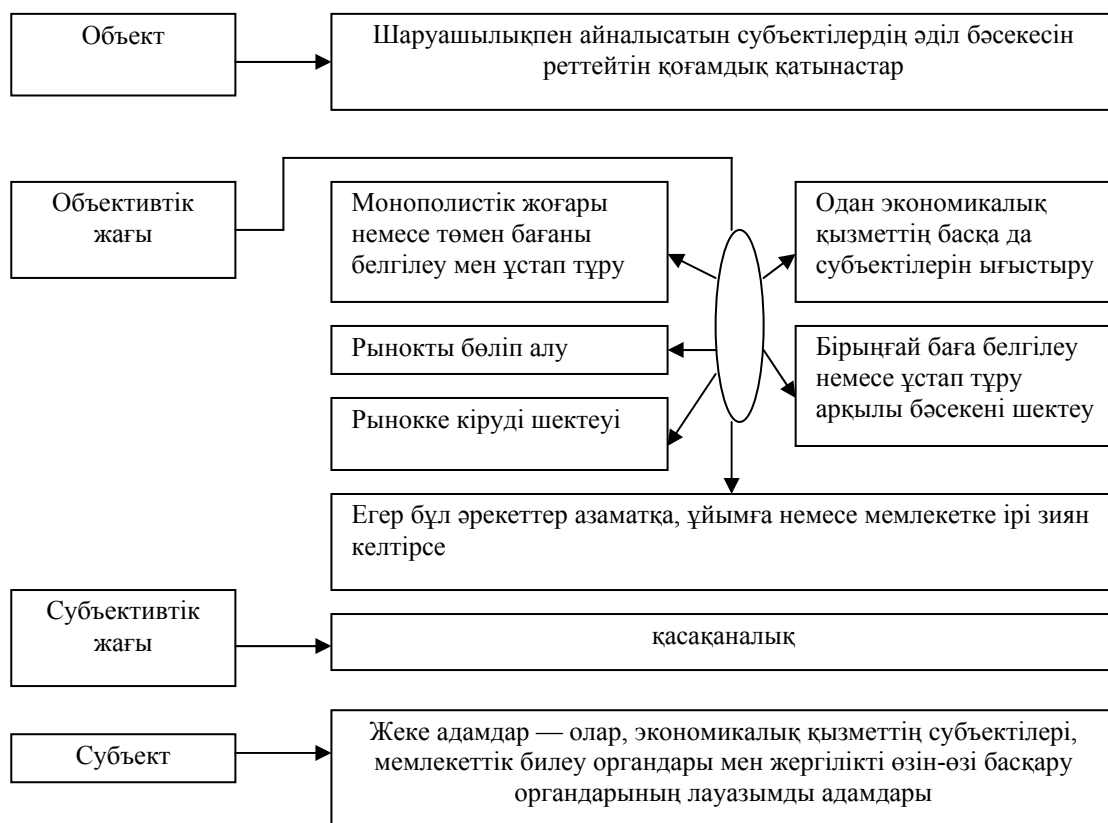 Объект
Шаруашылықпен айналысатын субъектілердің әділ бәсекесін
реттейтін қоғамдық қатынастар
Объективтік
жағы
Монополистік жоғары
немесе төмен бағаны
белгілеу мен ұстап тұру
Одан экономикалық
қызметтің басқа да
субъектілерін ығыстыру
Рынокты бөліп алу
Бірыңғай баға белгілеу
немесе ұстап тұру
арқылы бәсекені шектеу
Рынокке кіруді шектеуі
Егер бұл әрекеттер азаматқа, ұйымға немесе мемлекетке ірі зиян
келтірсе
Субъективтік
жағы
қасақаналық
Субъект
Жеке адамдар — олар, экономикалық қызметтің субъектілері,
мемлекеттік билеу органдары мен жергілікті өзін-өзі басқару
органдарының лауазымды адамдары